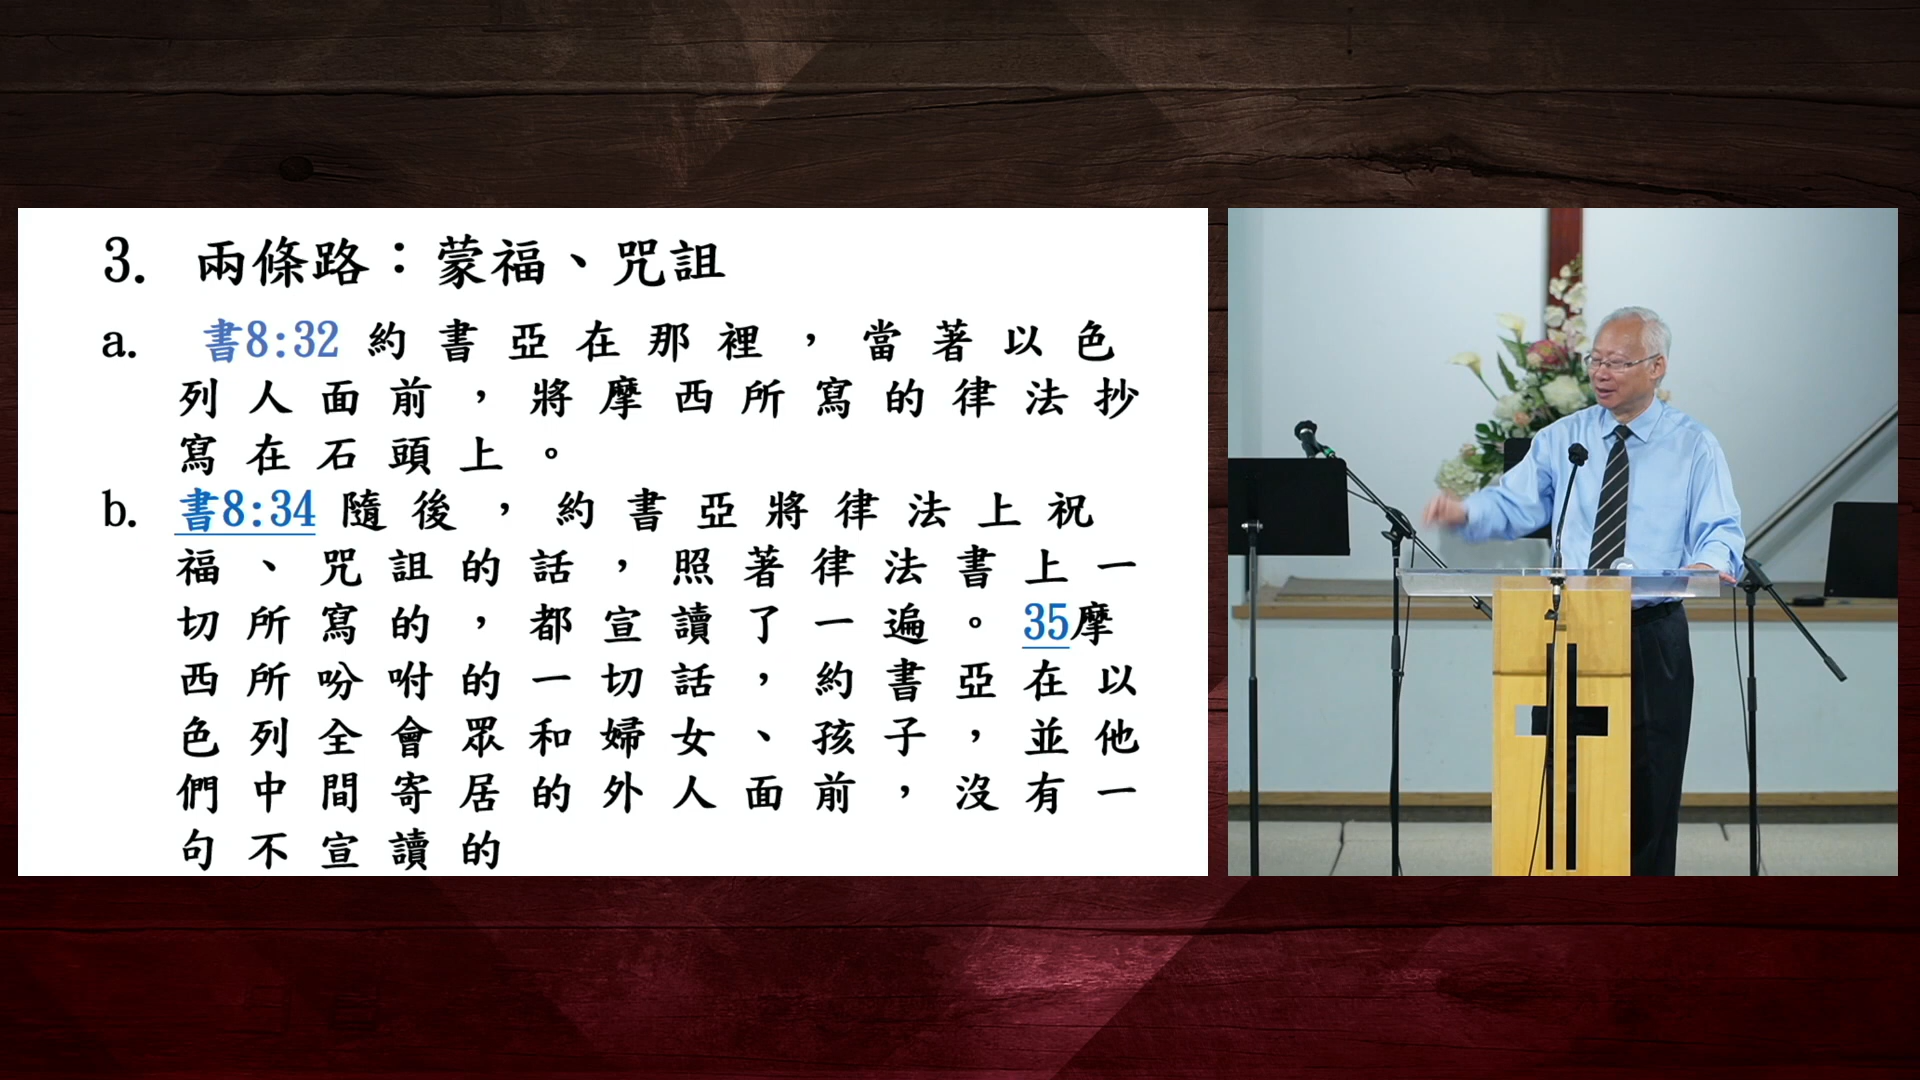 3. 兩條路：蒙福、咒詛
a. 書8:32 約書亞在那裡，當著以色
列人面前，將摩西所寫的律法抄
寫在石頭上。
b. 書8:34 隨後，約書亞將律法上祝
福、咒詛的話，照著律法書上一
切所寫的，都宣讀了一遍。35摩
西所吩咐的一切話，約書亞在以
色列全會眾和婦女、孩子，並他
們中間寄居的外人面前，沒有一
句不宣讀的